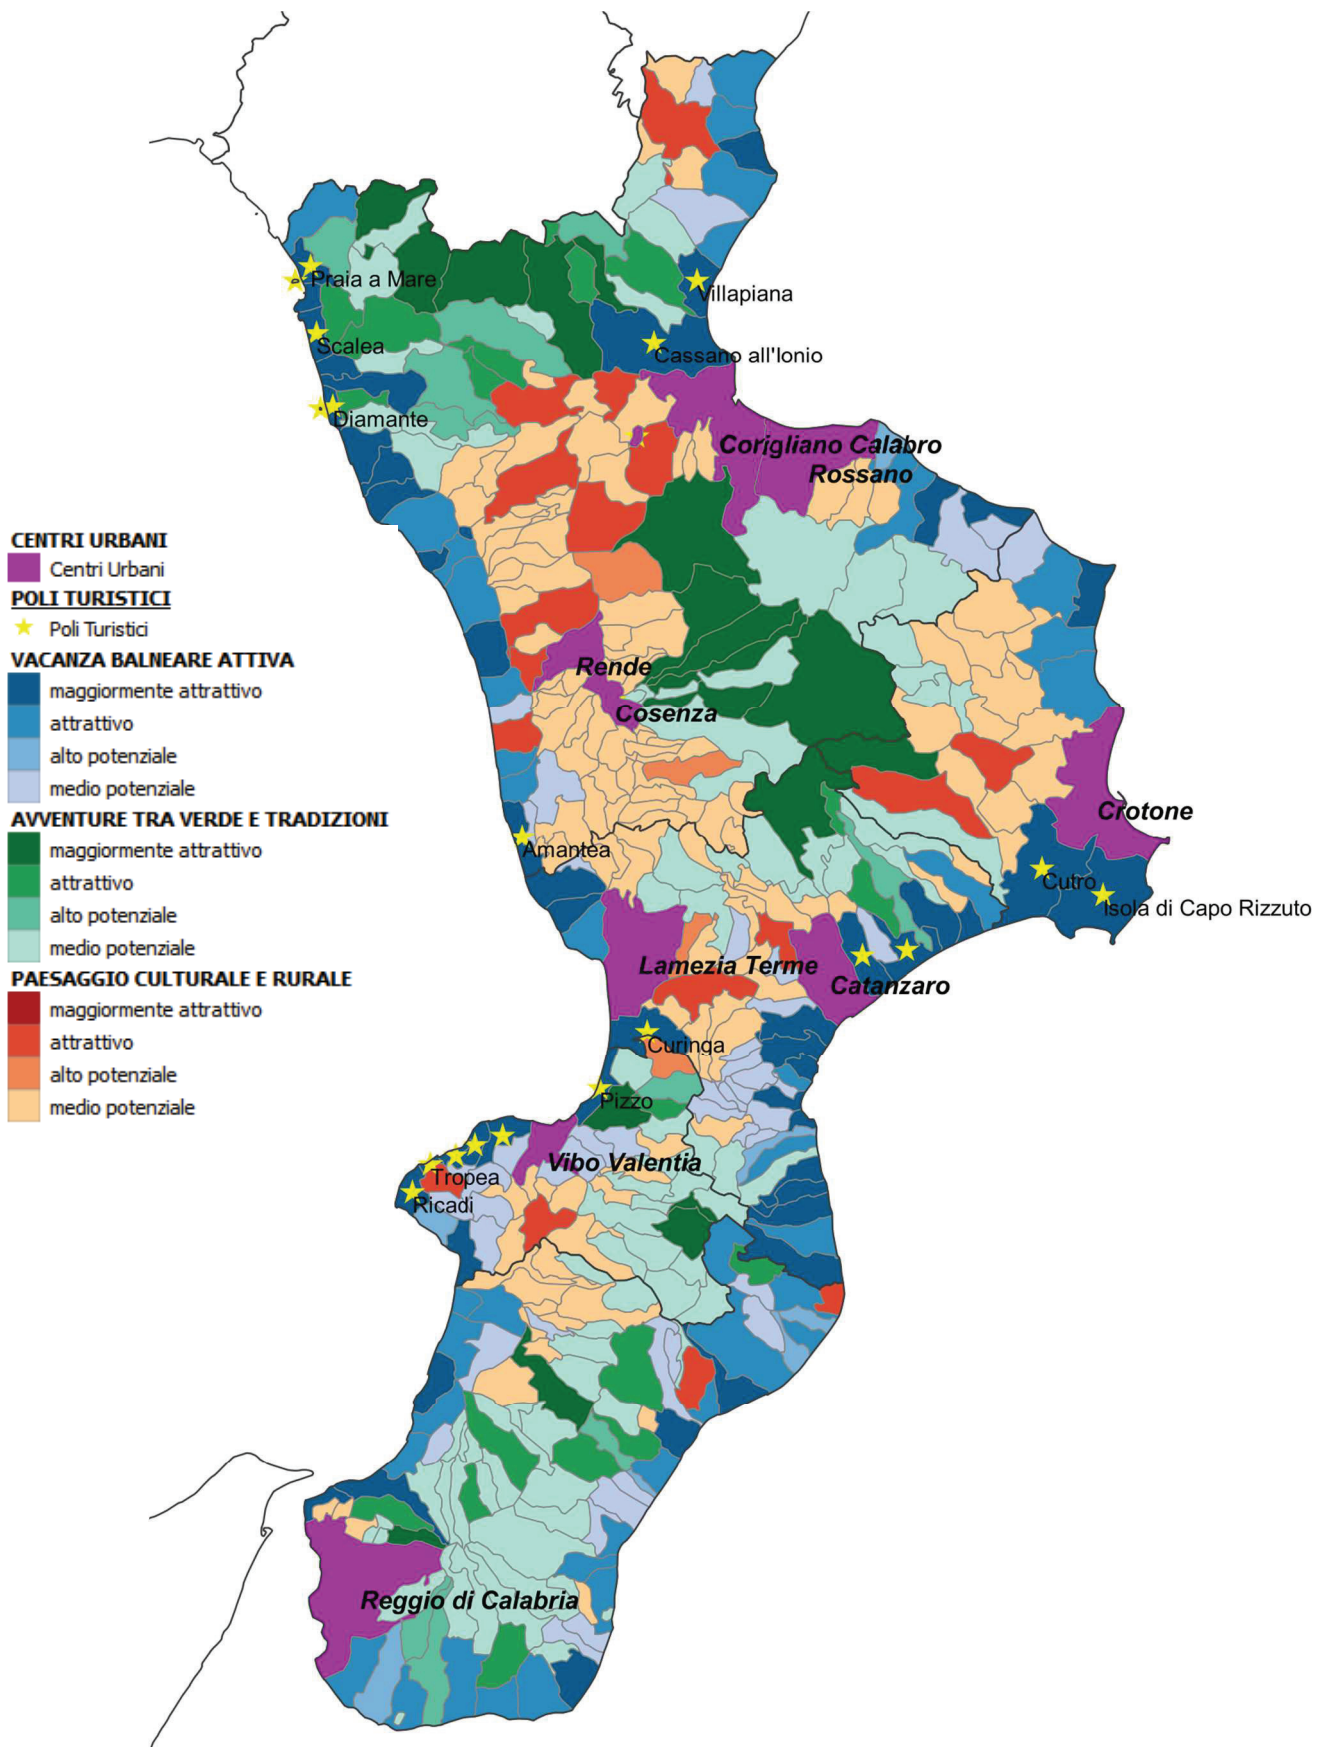 Praia a Mare
Villapiana
Scalea
Cassano all'Ionio
Diamante
Corigliano Calabro
Rossano
CENTRI URBANI
Centri Urbani
POLI TURISTICI
Poli Turistici
VACANZA BALNEARE ATTIVA
maggiormente attrattivo
attrattivo
alto potenziale
medio potenziale
AVVENTURE TRA VERDE E TRADIZIONI
maggiormente attrattivo
attrattivo
alto potenziale
medio potenziale
PAESAGGIO CULTURALE E RURALE
maggiormente attrattivo
attrattivo
alto potenziale
medio potenziale
Rende
Cosenza
Crotone
Amantea
Cutro
Isola di Capo Rizzuto
Lamezia Terme
Catanzaro
Curinga
Pizzo
Vibo Valentia
Tropea
Ricadi
Reggio di Calabria